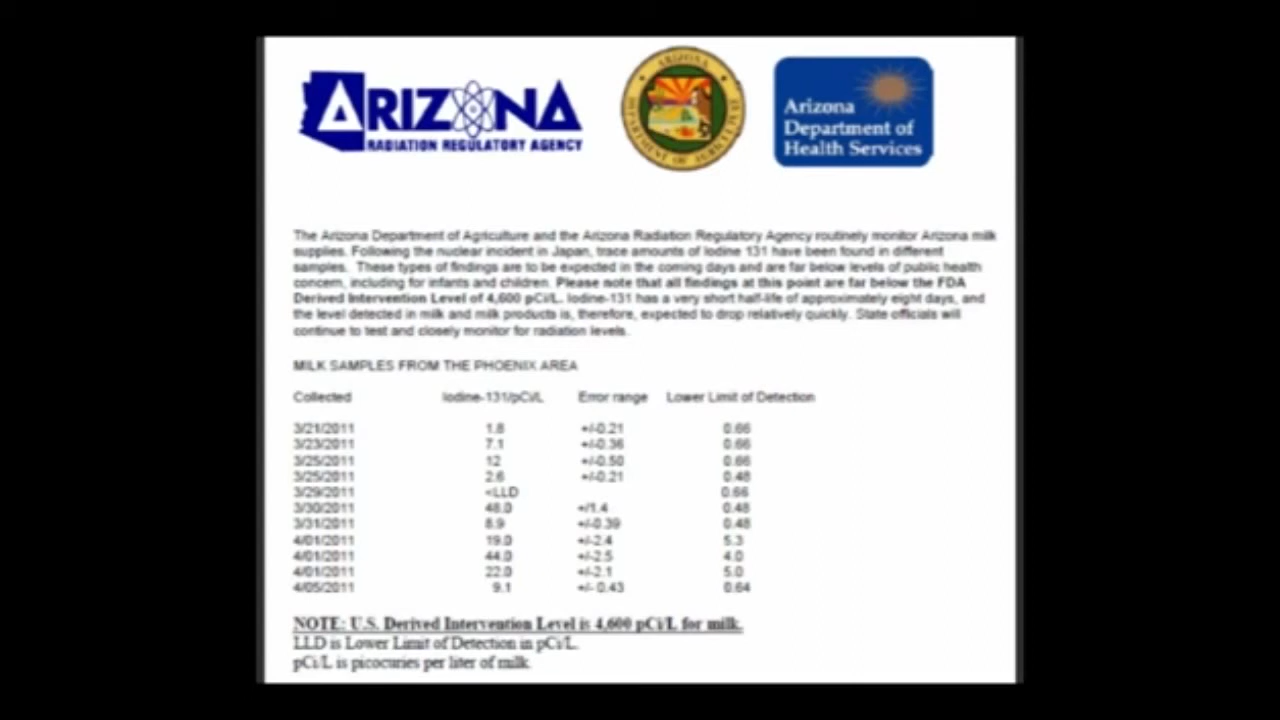 ARIZONA
RADIATION REGULATORY AGENCY
ARIZONA
DEPARTMENT OF AGRICULTURE
Arizona
Department of
Health Services
The Arizona Department of Agriculture and the Arizona Radiation Regulatory Agency routinely monitor Arizona milk
supplies. Following the nuclear incident in Japan, trace amounts of Iodine 131 have been found in different
samples. These types of findings are to be expected in the coming days and are far below levels of public health
concern, including for infants and children. Please note that all findings at this point are far below the FDA
Derived Intervention Level of 4,600 pCi/L. Iodine-131 has a very short half-life of approximately eight days, and
the level detected in milk and milk products is, therefore, expected to drop relatively quickly. State officials will
continue to test and closely monitor for radiation levels.
MILK SAMPLES FROM THE PHOENIX AREA
Collected Iodine-131/pCi/L Error range Lower Limit of Detection
3/21/2011 1.8 +/-0.21 0.66
3/23/2011 7.1 +/-0.36 0.66
3/25/2011 12 +/-0.50 0.66
3/25/2011 2.6 +/-0.21 0.48
3/29/2011 <LLD 0.66
3/30/2011 48.0 +/1.4 0.48
3/31/2011 8.9 +/-0.39 0.48
4/01/2011 19.0 +/-2.4 5.3
4/01/2011 44.0 +/-2.5 4.0
4/01/2011 22.0 +/-2.1 5.0
4/05/2011 9.1 +/- 0.43 0.64
NOTE: U.S. Derived Intervention Level is 4,600 pCi/L for milk.
LLD is Lower Limit of Detection in pCi/L.
pCi/L is picocuries per liter of milk